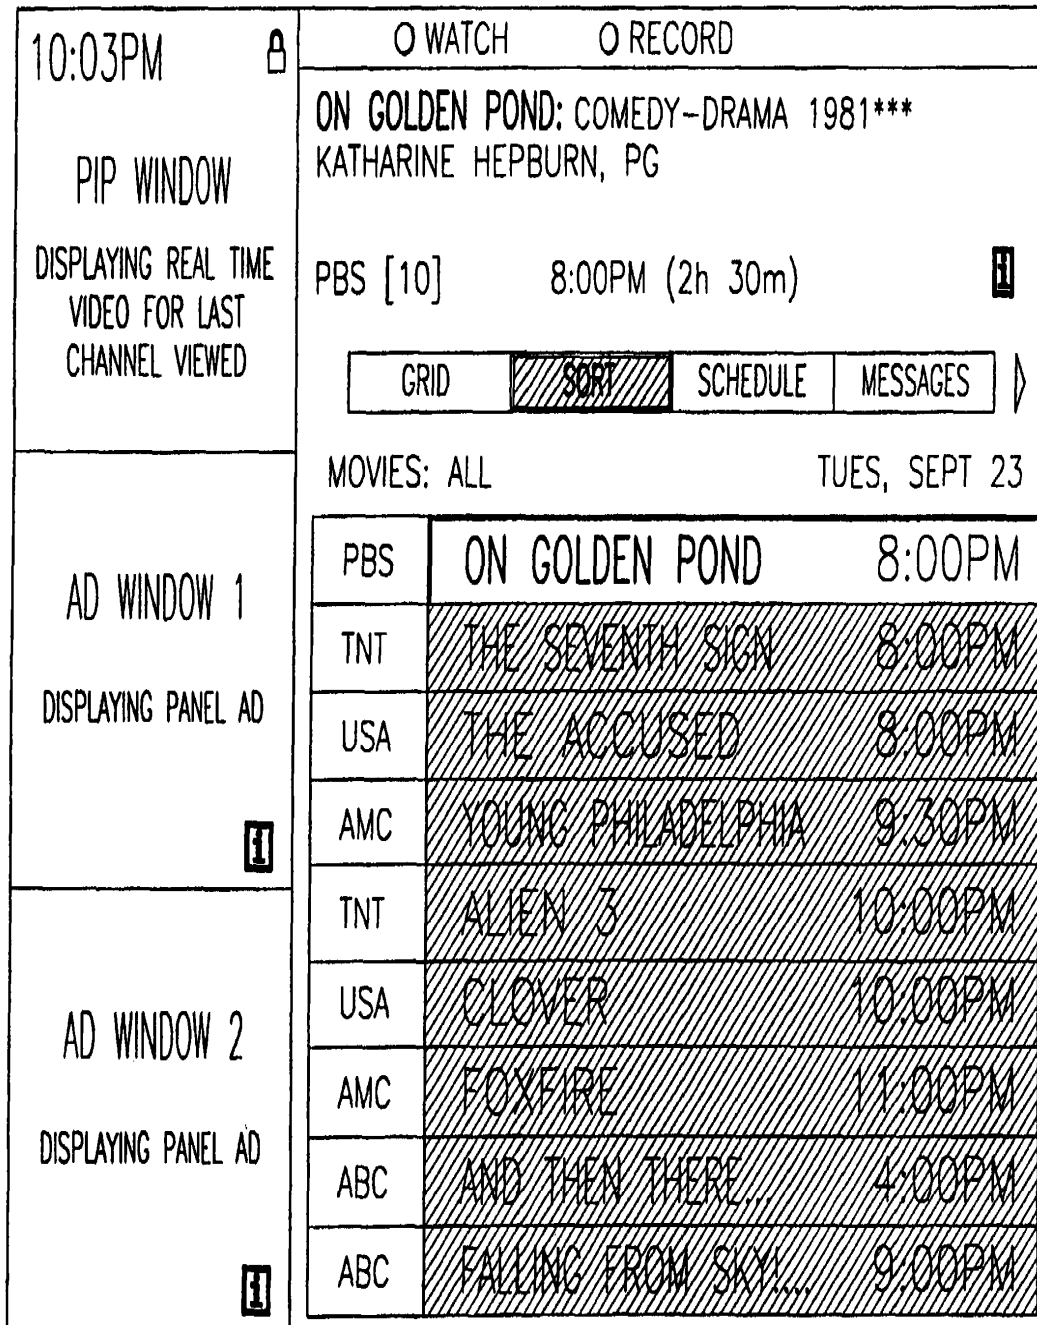 10:03PM
PIP WINDOW
DISPLAYING REAL TIME
VIDEO FOR LAST
CHANNEL VIEWED
AD WINDOW 1
DISPLAYING PANEL AD
i
AD WINDOW 2
DISPLAYING PANEL AD
i
WATCH RECORD
ON GOLDEN POND: COMEDY-DRAMA 1981***
KATHARINE HEPBURN, PG
PBS [10] 8:00PM (2h 30m) i
GRID SORT SCHEDULE MESSAGES
MOVIES: ALL TUES, SEPT 23
PBS ON GOLDEN POND 8:00PM
TNT THE SEVENTH SIGN 8:00PM
USA THE ACCUSED 8:00PM
AMC YOUNG PHILADELPHIA 9:30PM
TNT ALIEN 3 10:00PM
USA CLOVER 10:00PM
AMC FOXFIRE 11:00PM
ABC AND THEN THERE... 4:00PM
ABC FALLING FROM SKY!... 9:00PM